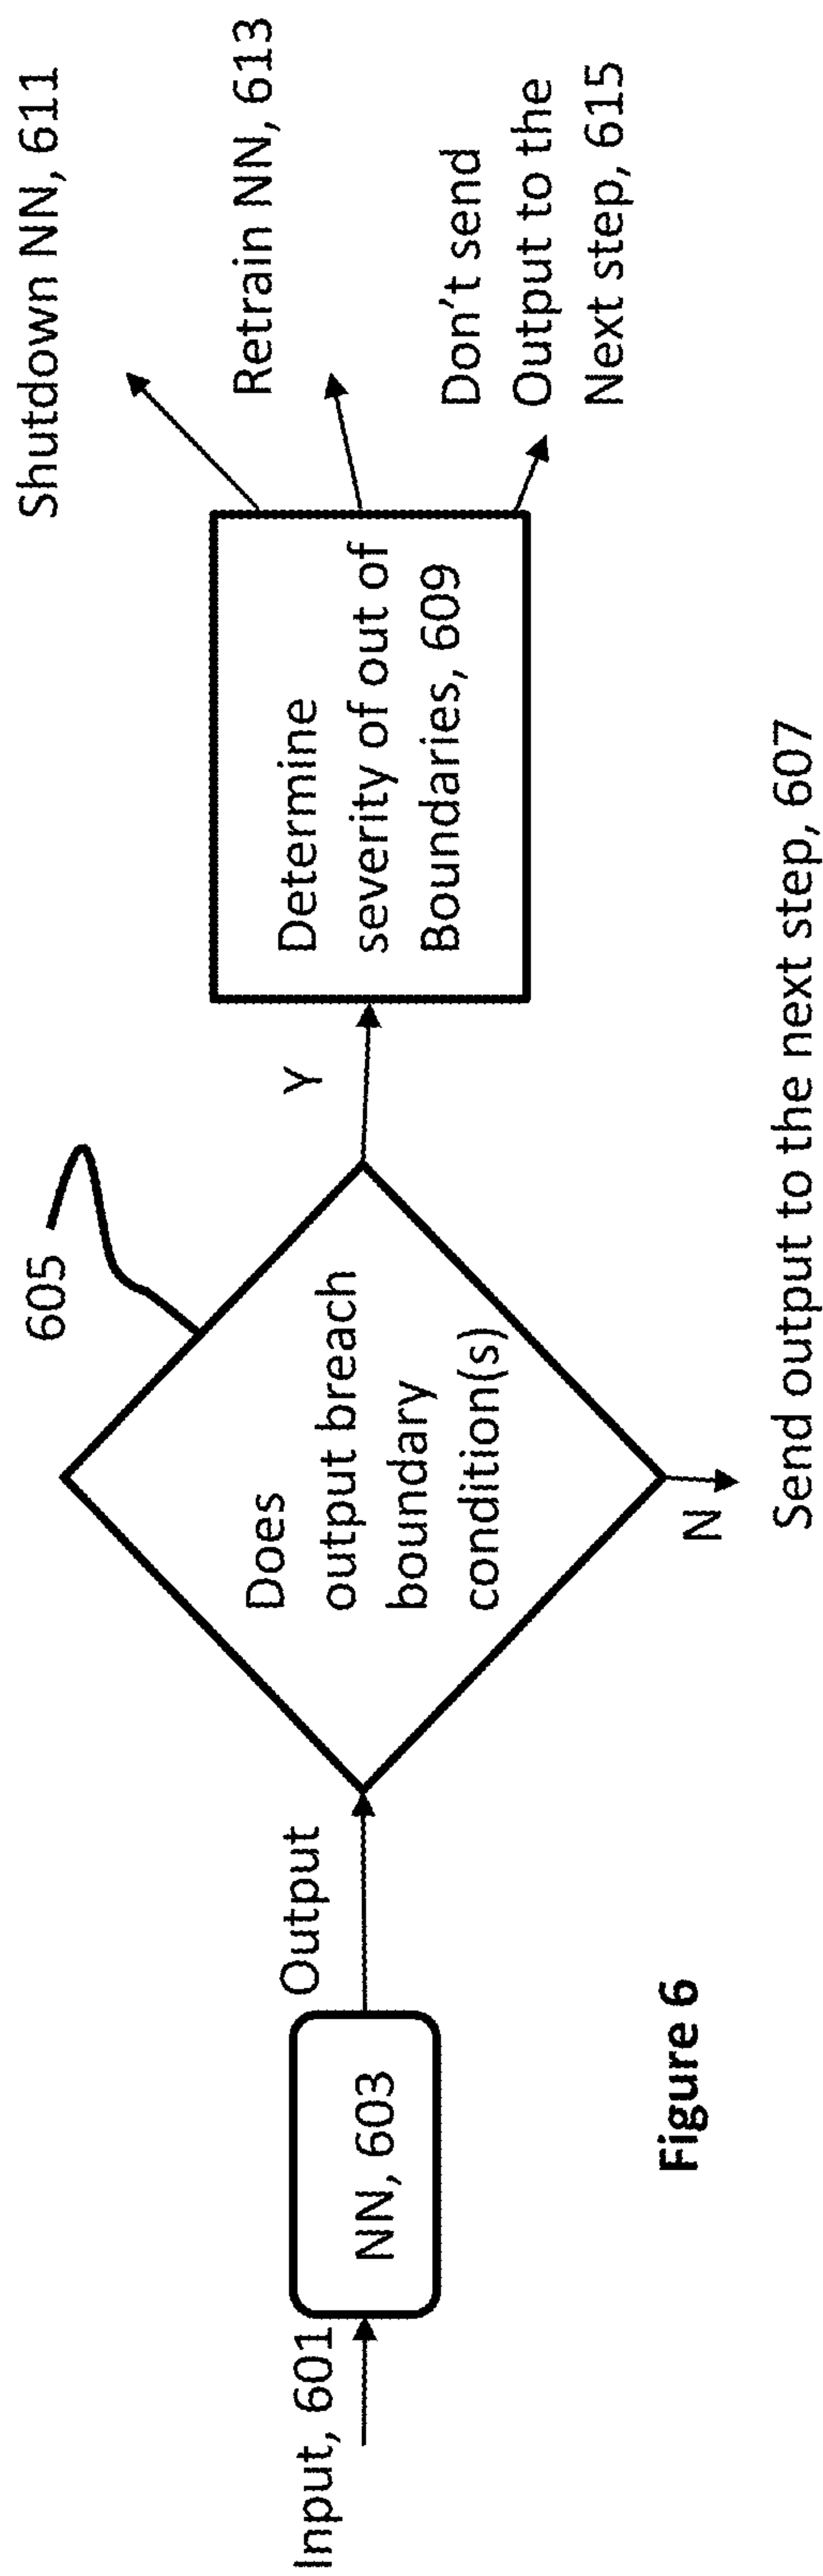 Input, 601
NN, 603
Output
605
Does
output breach
boundary
condition(s)
Y
N
Send output to the next step, 607
Determine
severity of out of
Boundaries, 609
Shutdown NN, 611
Retrain NN, 613
Don't send
Output to the
Next step, 615
Figure 6